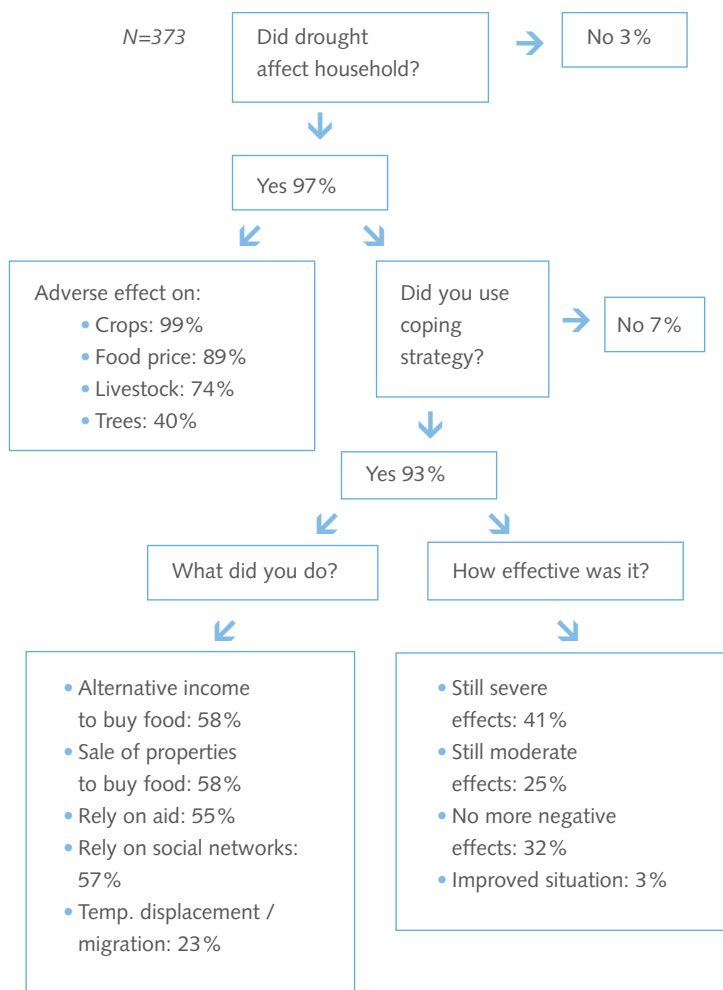 N=373
Did drought
affect household?
No 3%
Yes 97%
Adverse effect on:
• Crops: 99%
• Food price: 89%
• Livestock: 74%
• Trees: 40%
Did you use
coping
strategy?
No 7%
Yes 93%
What did you do?
How effective was it?
• Alternative income
to buy food: 58%
• Sale of properties
to buy food: 58%
• Rely on aid: 55%
• Rely on social networks:
57%
• Temp. displacement /
migration: 23%
• Still severe
effects: 41%
• Still moderate
effects: 25%
• No more negative
effects: 32%
• Improved situation: 3%